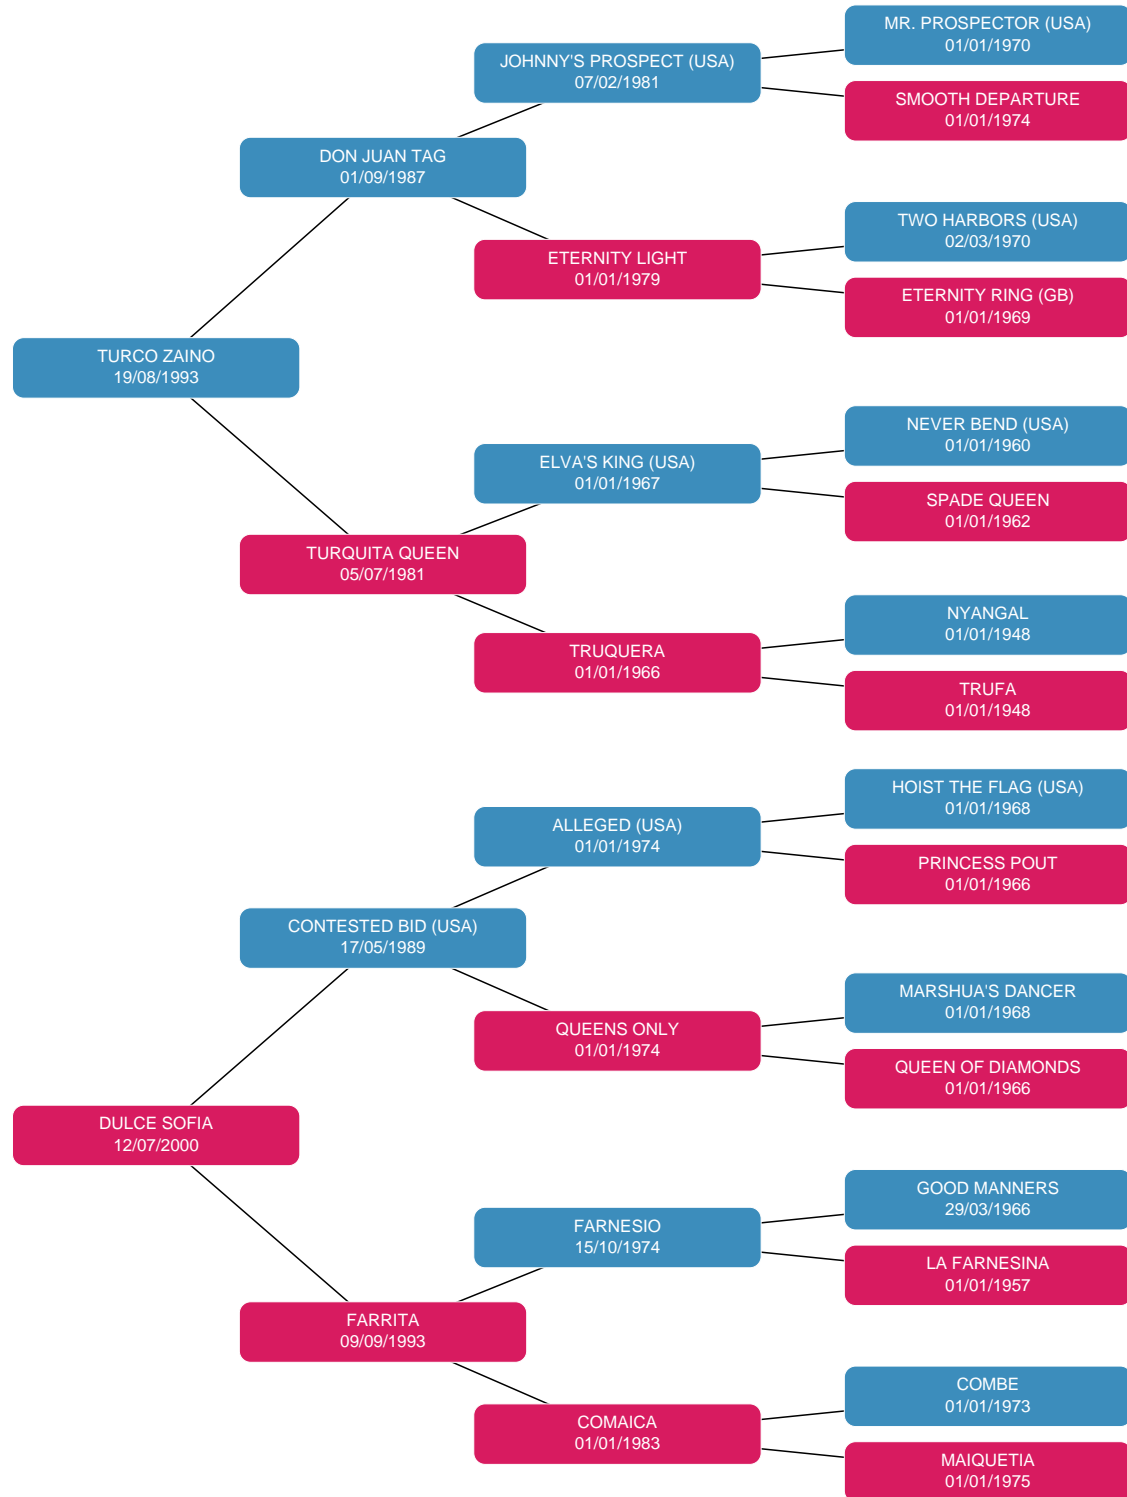 MR. PROSPECTOR (USA)
01/01/1970
JOHNNY'S PROSPECT (USA)
07/02/1981
SMOOTH DEPARTURE
01/01/1974
DON JUAN TAG
01/09/1987
TWO HARBORS (USA)
02/03/1970
ETERNITY LIGHT
01/01/1979
ETERNITY RING (GB)
01/01/1969
TURCO ZAINO
19/08/1993
NEVER BEND (USA)
01/01/1960
ELVA'S KING (USA)
01/01/1967
SPADE QUEEN
01/01/1962
TURQUITA QUEEN
05/07/1981
NYANGAL
01/01/1948
TRUQUERA
01/01/1966
TRUFA
01/01/1948
HOIST THE FLAG (USA)
01/01/1968
ALLEGED (USA)
01/01/1974
PRINCESS POUT
01/01/1966
CONTESTED BID (USA)
17/05/1989
MARSHUA'S DANCER
01/01/1968
QUEENS ONLY
01/01/1974
QUEEN OF DIAMONDS
01/01/1966
DULCE SOFIA
12/07/2000
GOOD MANNERS
29/03/1966
FARNESIO
15/10/1974
LA FARNESINA
01/01/1957
FARRITA
09/09/1993
COMBE
01/01/1973
COMAICA
01/01/1983
MAIQUETIA
01/01/1975